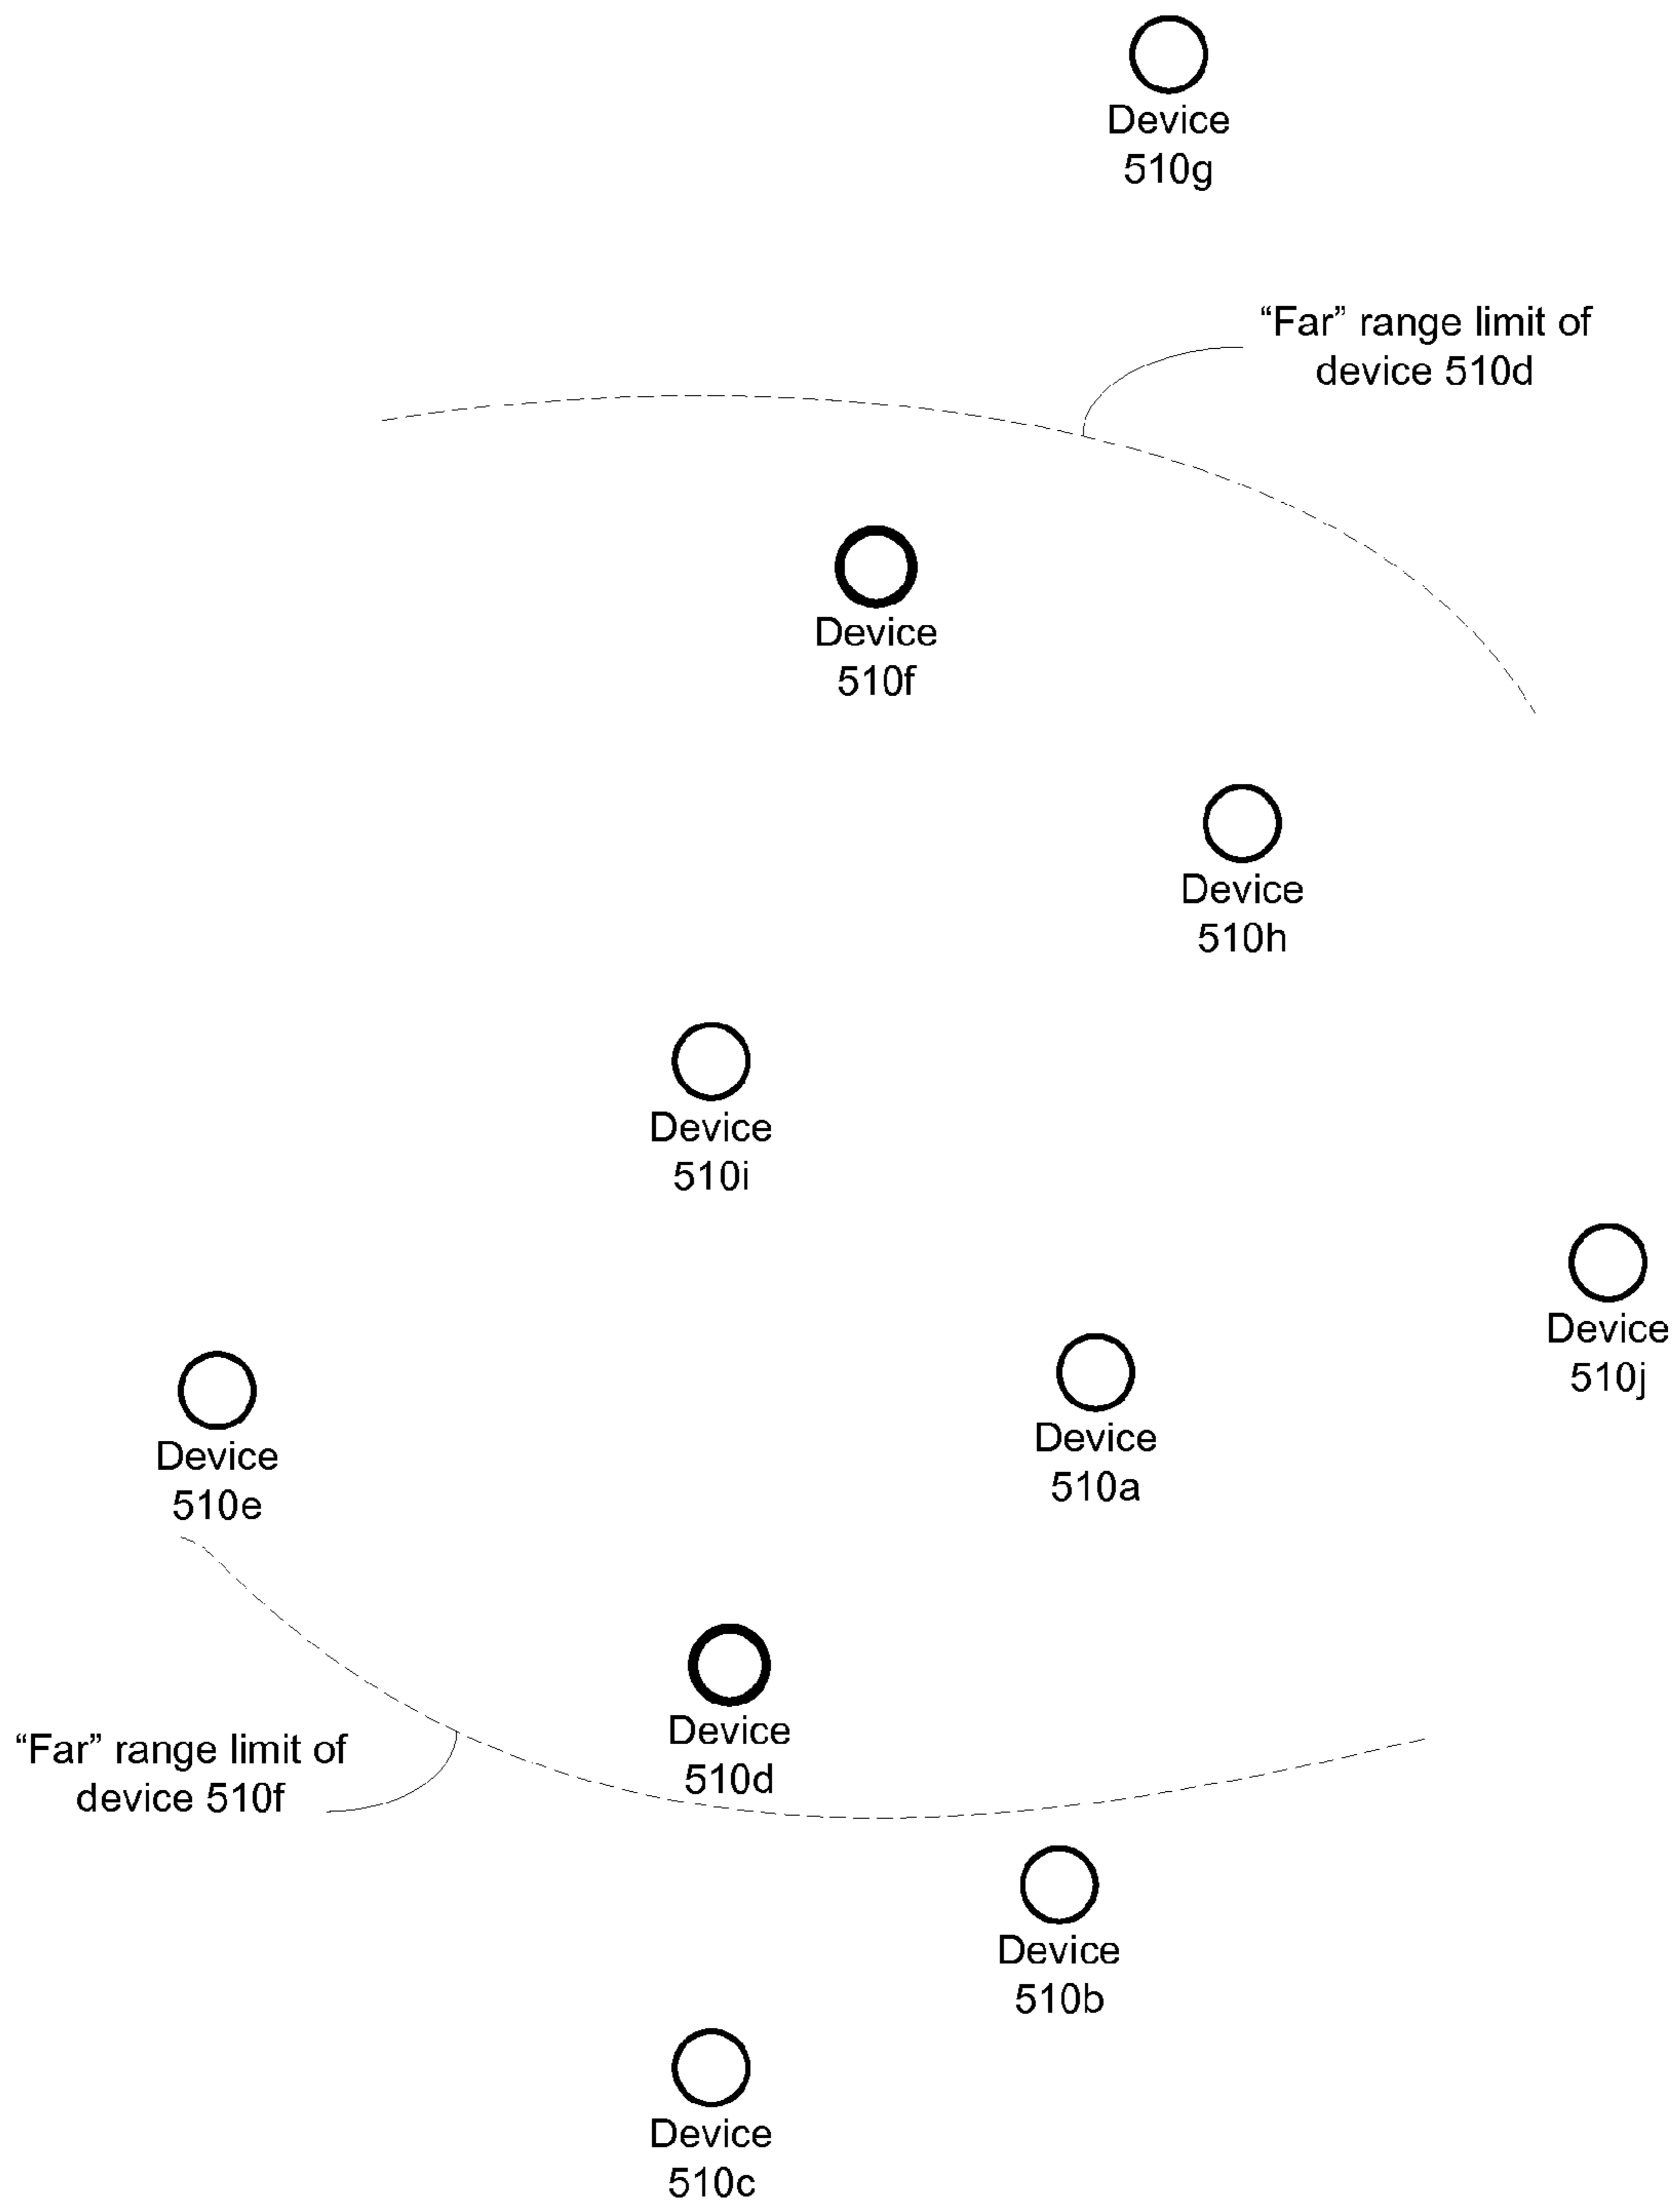 Device
510g
“Far” range limit of
device 510d
Device
510f
Device
510h
Device
510i
Device
510j
Device
510e
Device
510a
Device
510d
“Far” range limit of
device 510f
Device
510b
Device
510c